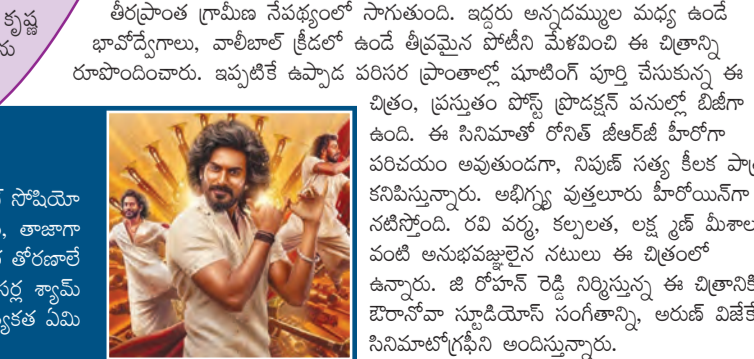 కృష్ణ
ను
తీరప్రాంత గ్రామీణ నేపథ్యంలో సాగుతుంది. ఇద్దరు అన్నదమ్ముల మధ్య ఉండే
భావోద్వేగాలు, వాలీబాల్ క్రీడలో ఉండే తీవ్రమైన పోటీని మేళవించి ఈ చిత్రాన్ని
రూపొందించారు. ఇప్పటికే ఉప్పాడ పరిసర ప్రాంతాల్లో షూటింగ్ పూర్తి చేసుకున్న ఈ
చిత్రం, ప్రస్తుతం పోస్ట్ ప్రొడక్షన్ పనుల్లో బిజీగా
ఉంది. ఈ సినిమాతో రోనిత్ జీఆర్‌జీ హీరోగా
పరిచయం అవుతుండగా, నిపుణ్ సత్య కీలక
కనిపిస్తున్నారు. అభిగ్న్య వుత్తలూరు హీరోయిన్‌గా
నటిస్తోంది. రవి వర్మ, కల్పలత, లక్ష్మణ్ మీశాల
వంటి అనుభవజ్ఞులైన నటులు ఈ చిత్రంలో
ఉన్నారు. జి రోహన్ రెడ్డి నిర్మిస్తున్న ఈ చిత్రానికి
ఔరానోవా స్టూడియోస్ సంగీతాన్ని, అరుణ్ విజేకే
సినిమాటోగ్రఫీని అందిస్తున్నారు.
సోషియో
తాజాగా
తోరణాలే
శ్యామ్
ఏమి